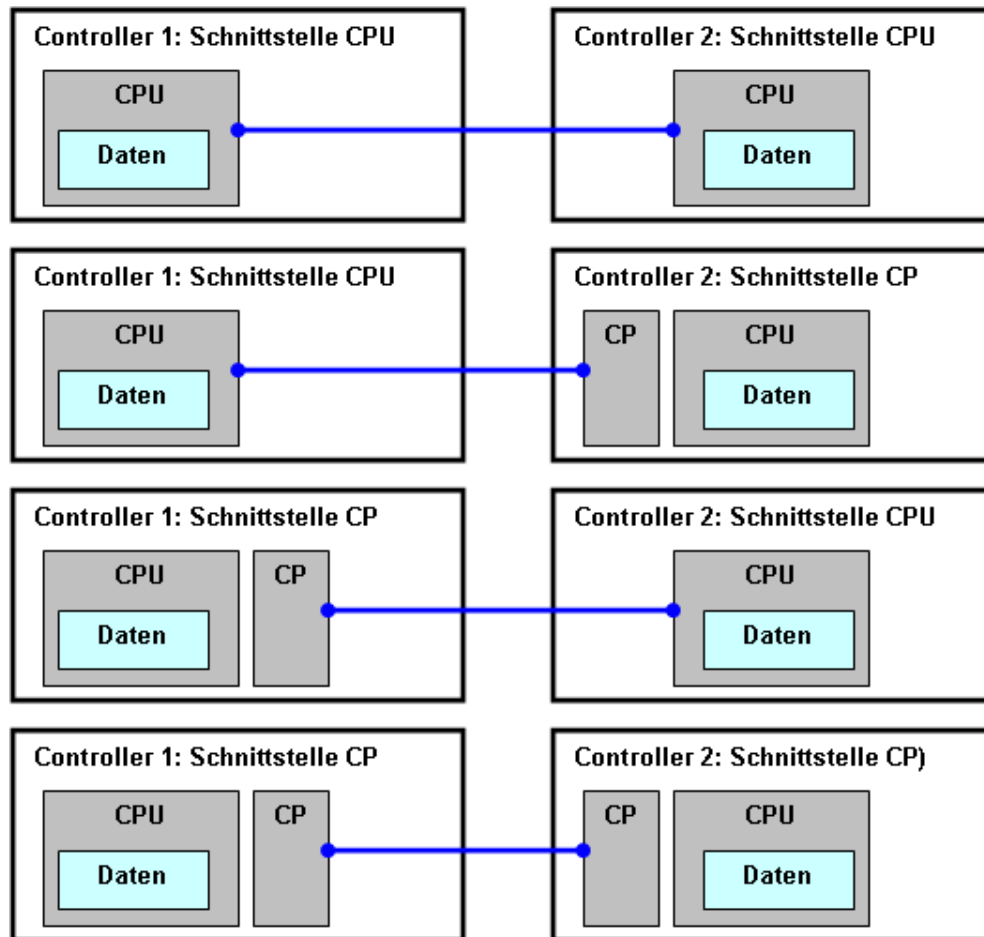 Controller 1: Schnittstelle CPU
CPU
Daten
Controller 2: Schnittstelle CPU
CPU
Daten
Controller 1: Schnittstelle CPU
CPU
Daten
Controller 2: Schnittstelle CP
CP
CPU
Daten
Controller 1: Schnittstelle CP
CPU
CP
Daten
Controller 2: Schnittstelle CPU
CPU
Daten
Controller 1: Schnittstelle CP
CPU
CP
Daten
Controller 2: Schnittstelle CP)
CP
CPU
Daten